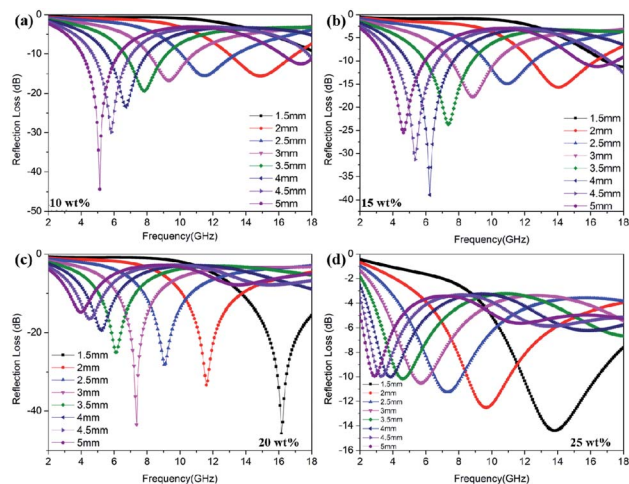 (a)
0
-10
-20
-30
-40
-50
Reflection Loss (dB)
1.5mm
2mm
2.5mm
3mm
3.5mm
4mm
4.5mm
5mm
10 wt%
2 4 6 8 10 12 14 16 18
Frequency(GHz)
(b)
0
-5
-10
-15
-20
-25
-30
-35
-40
Reflection Loss (dB)
1.5mm
2mm
2.5mm
3mm
3.5mm
4mm
4.5mm
5mm
15 wt%
2 4 6 8 10 12 14 16 18
Frequency(GHz)
(c)
0
-20
-40
Reflection Loss (dB)
1.5mm
2mm
2.5mm
3mm
3.5mm
4mm
4.5mm
5mm
20 wt%
2 4 6 8 10 12 14 16 18
Frequency(GHz)
(d)
0
-2
-4
-6
-8
-10
-12
-14
-16
Reflection Loss (dB)
1.5mm
2mm
2.5mm
3mm
3.5mm
4mm
4.5mm
5mm
25 wt%
2 4 6 8 10 12 14 16 18
Frequency(GHz)